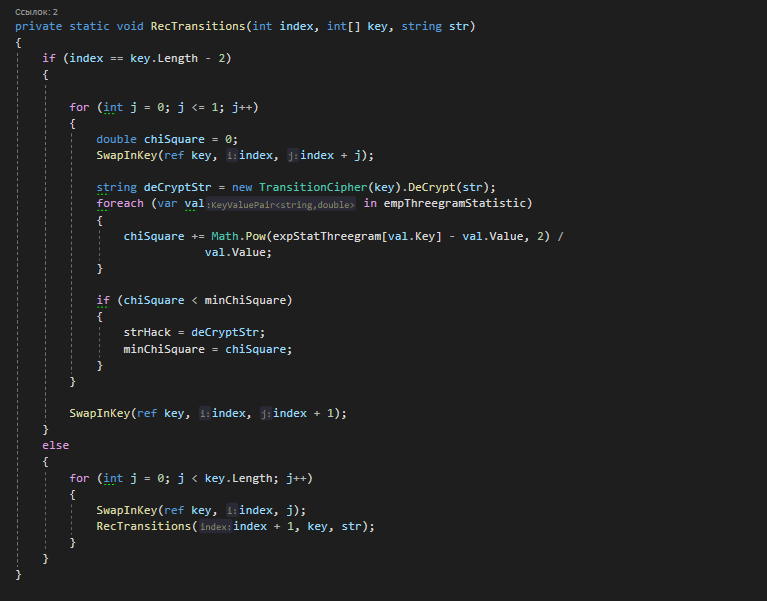 Ссылок: 2
private static void RecTransitions(int index, int[] key, string str)
{
if (index == key.Length - 2)
{
for (int j = 0; j <= 1; j++)
{
double chiSquare = 0;
SwapInKey(ref key, i: index, j: index + j);
string deCryptStr = new TransitionCipher(key).DeCrypt(str);
foreach (var val :KeyValuePair<string,double> in empThreegramStatistic)
{
chiSquare += Math.Pow(expStatThreegram[val.Key] - val.Value, 2) /
val.Value;
}
if (chiSquare < minChiSquare)
{
strHack = deCryptStr;
minChiSquare = chiSquare;
}
}
SwapInKey(ref key, i: index, j: index + 1);
}
else
{
for (int j = 0; j < key.Length; j++)
{
SwapInKey(ref key, i: index, j);
RecTransitions(index: index + 1, key, str);
}
}
}